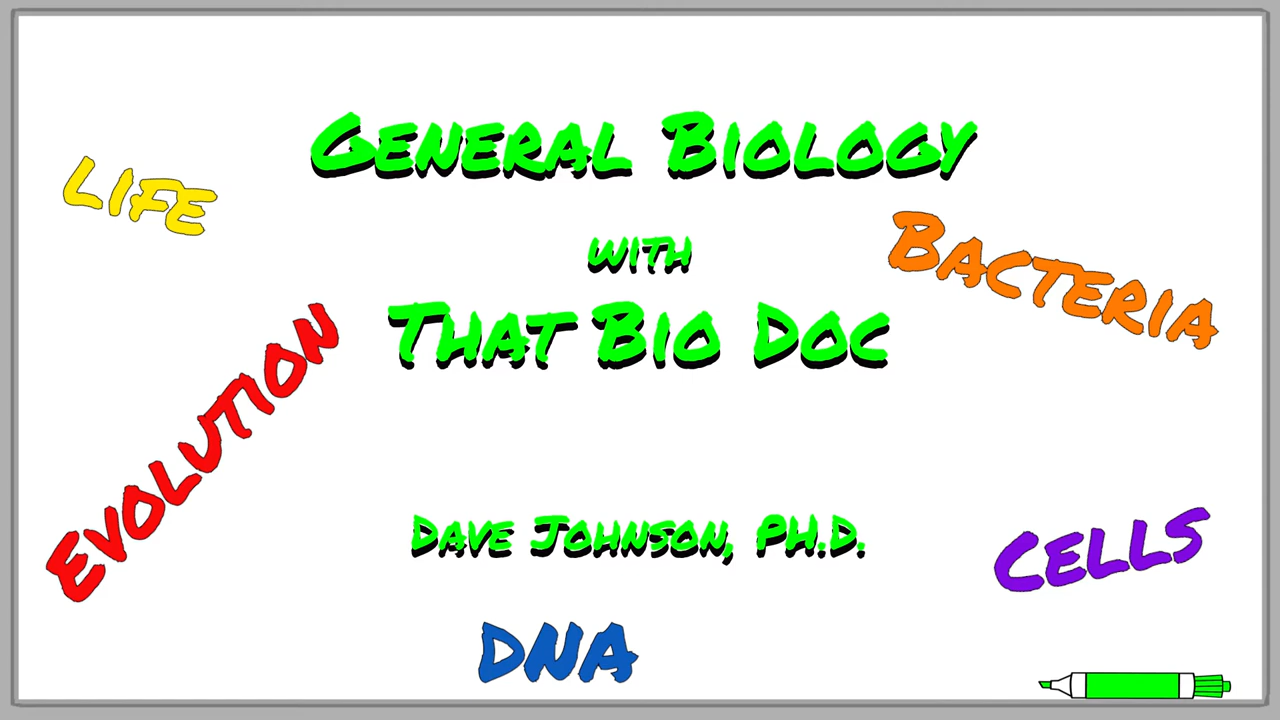 General Biology
LIFE
with
Bacteria
That Bio Doc
Evolution
Dave Johnson, PH.D.
CELLS
DNA